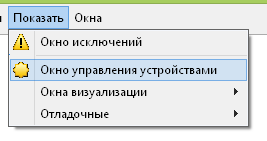 Показать Окна
Окно исключений
Окно управления устройствами
Окна визуализации
Отладочные